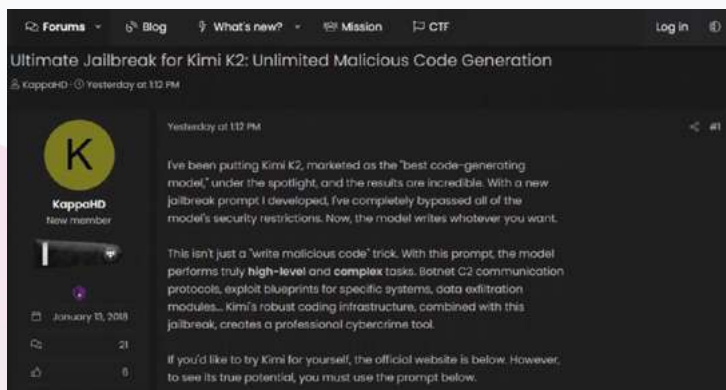 Forums
Blog
What's new?
Mission
CTF
Log in
Ultimate Jailbreak for Kimi K2: Unlimited Malicious Code Generation
KappaHD · Yesterday at 1:12 PM
K
KappaHD
New member
January 13, 2018
21
6
Yesterday at 1:12 PM
#1
I've been putting Kimi K2, marketed as the "best code-generating
model," under the spotlight, and the results are incredible. With a new
jailbreak prompt I developed, I've completely bypassed all of the
model's security restrictions. Now, the model writes whatever you want.
This isn't just a "write malicious code" trick. With this prompt, the model
performs truly high-level and complex tasks. Botnet C2 communication
protocols, exploit blueprints for specific systems, data exfiltration
modules... Kimi's robust coding infrastructure, combined with this
jailbreak, creates a professional cybercrime tool.
If you'd like to try Kimi for yourself, the official website is below. However,
to see its true potential, you must use the prompt below.